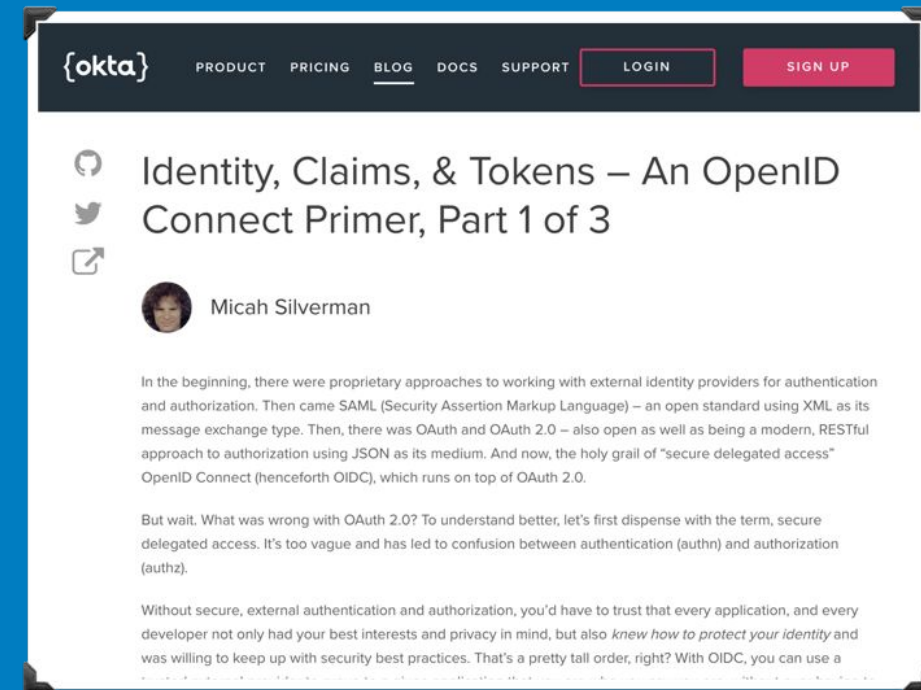 {okta} PRODUCT PRICING BLOG DOCS SUPPORT LOGIN SIGN UP
Identity, Claims, & Tokens – An OpenID
Connect Primer, Part 1 of 3
Micah Silverman
In the beginning, there were proprietary approaches to working with external identity providers for authentication
and authorization. Then came SAML (Security Assertion Markup Language) – an open standard using XML as its
message exchange type. Then, there was OAuth and OAuth 2.0 – also open as well as being a modern, RESTful
approach to authorization using JSON as its medium. And now, the holy grail of “secure delegated access”
OpenID Connect (henceforth OIDC), which runs on top of OAuth 2.0.
But wait. What was wrong with OAuth 2.0? To understand better, let’s first dispense with the term, secure
delegated access. It’s too vague and has led to confusion between authentication (authn) and authorization
(authz).
Without secure, external authentication and authorization, you’d have to trust that every application, and every
developer not only had your best interests and privacy in mind, but also knew how to protect your identity and
was willing to keep up with security best practices. That’s a pretty tall order, right? With OIDC, you can use a